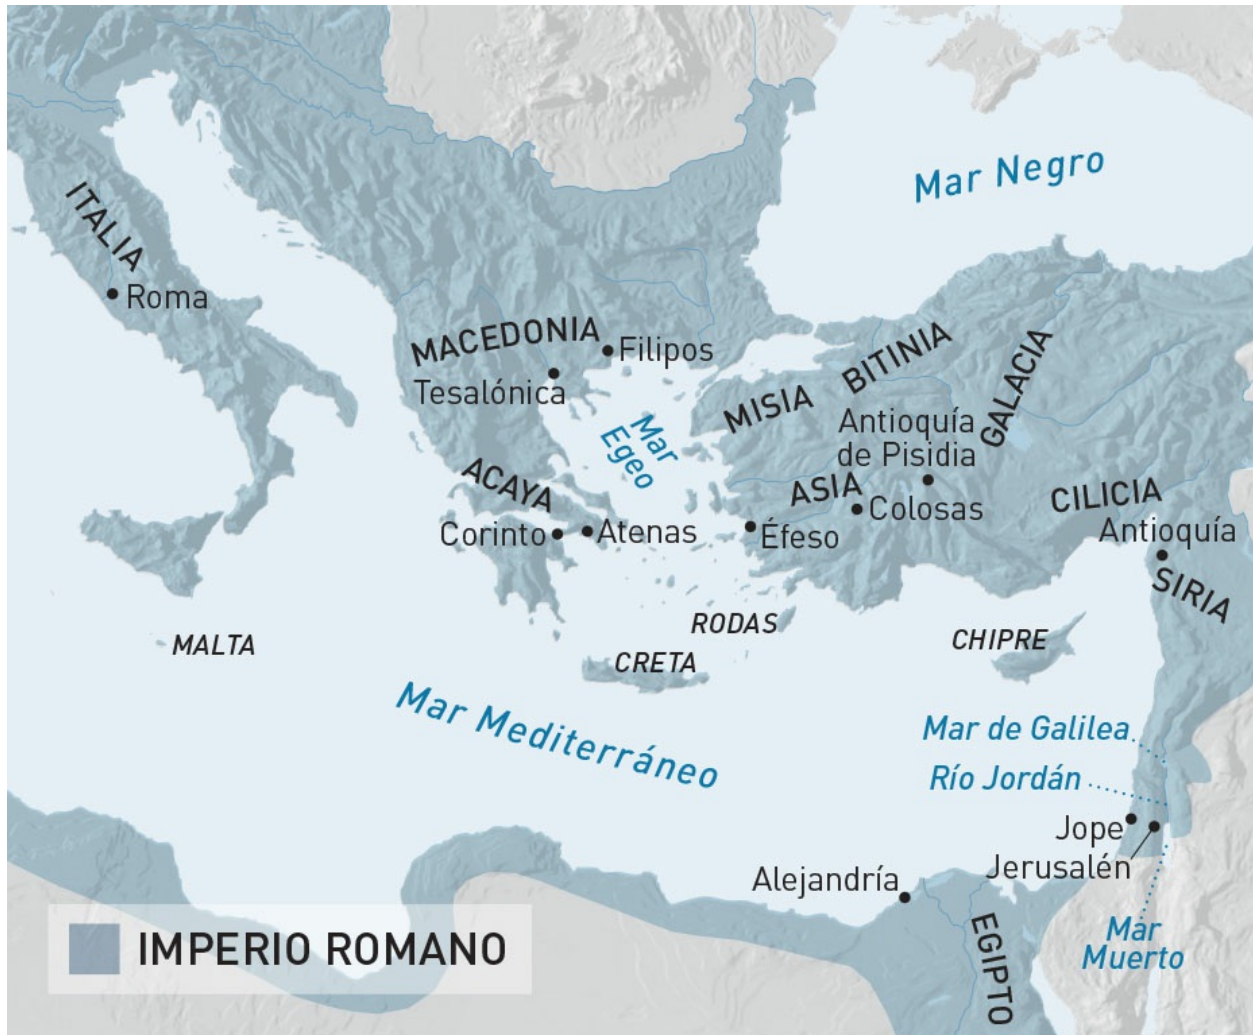 Mar Negro
ITALIA
Roma
MACEDONIA
Filipos
Tesalónica
BITINIA
MISIA
GALACIA
Mar
Egeo
Antioquía
de Pisidia
ACAYA
ASIA
Colosas
CILICIA
Corinto
Atenas
Éfeso
Antioquía
SIRIA
RODAS
MALTA
CRETA
CHIPRE
Mar Mediterráneo
Mar de Galilea
Río Jordán
Jope
Jerusalén
Alejandría
Mar
Muerto
EGIPTO
IMPERIO ROMANO